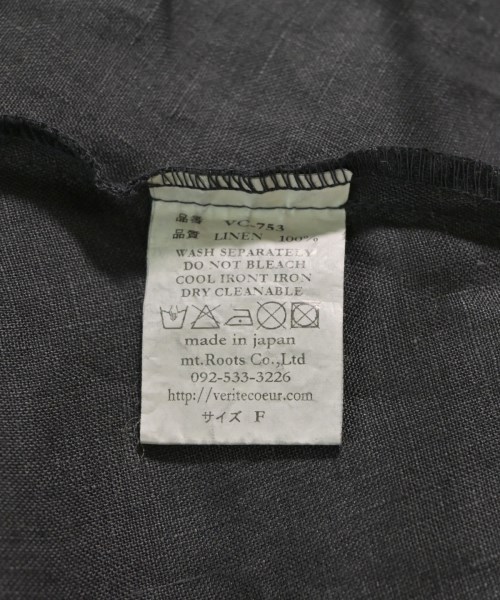 品番 VC-753
品質 LINEN 100%
WASH SEPARATELY
DO NOT BLEACH
COOL IRONT IRON
DRY CLEANABLE
made in japan
mt.Roots Co.,Ltd
092-533-3226
http://veritecoeur.com
サイズ F